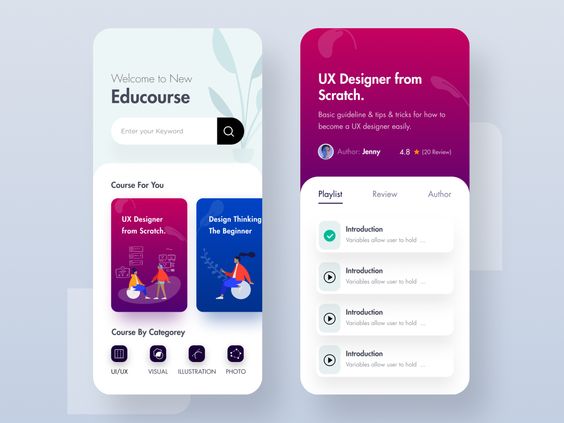 Welcome to New
Educourse
Enter your Keyword
Course For You
UX Designer
from Scratch.
Design Thinking
The Beginner
Course By Categorey
UI/UX
VISUAL
ILLUSTRATION
PHOTO
UX Designer from
Scratch.
Basic guideline & tips & tricks for how to
become a UX designer easily.
Author: Jenny
4.8 ★ (20 Review)
Playlist
Review
Author
Introduction
Variables allow user to hold ...
Introduction
Variables allow user to hold ...
Introduction
Variables allow user to hold ...
Introduction
Variables allow user to hold ...